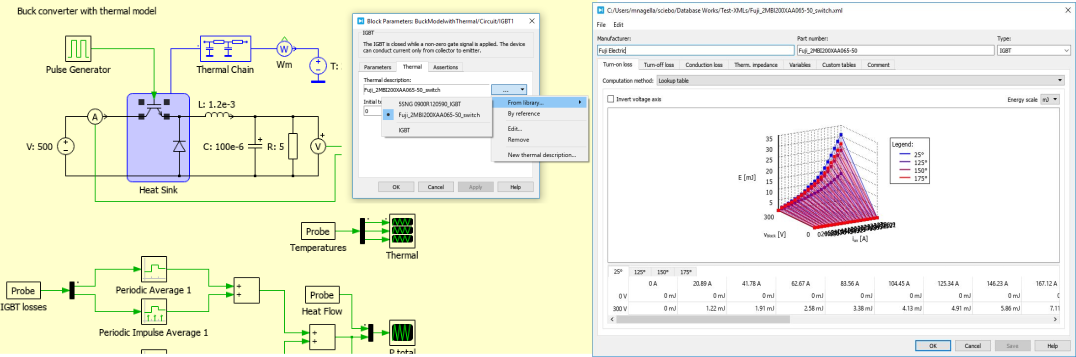 Buck converter with thermal model
Pulse Generator
Thermal Chain
Wm
T:
L: 1.2e-3
A
V: 500
C: 100e-6
R: 5
V
Heat Sink
Probe
Temperatures
Thermal
Probe
IGBT losses
Periodic Average 1
Periodic Impulse Average 1
Probe
Heat Flow
P total
Block Parameters: BuckModelwithThermal/Circuit/IGBT1
IGBT
The IGBT is closed while a non-zero gate signal is applied. The device
can conduct current only from collector to emitter.
Parameters Thermal Assertions
Thermal description:
Fuji_2MBI200XAA065-50_switch
...
Initial t
0
5SNG 0900R120590_IGBT
Fuji_2MBI200XAA065-50_switch
IGBT
From library...
By reference
Edit...
Remove
New thermal description...
OK Cancel Apply Help
C:/Users/mnagella/sciebo/Database Works/Test-XMLs/Fuji_2MBI200XAA065-50_switch.xml
File Edit
Manufacturer: Part number: Type:
Fuji Electric Fuji_2MBI200XAA065-50 IGBT
Turn-on loss Turn-off loss Conduction loss Therm. impedance Variables Custom tables Comment
Computation method: Lookup table
Invert voltage axis
Energy scale mJ
35
30
25
20
15
10
5
E [mJ]
300
0 0
Legend:
25°
125°
150°
175°
25° 125° 150° 175°
0 A 20.89 A 41.78 A 62.67 A 83.56 A 104.45 A 125.34 A 146.23 A 167.12 A
0 V 0 mJ 0 mJ 0 mJ 0 mJ 0 mJ 0 mJ 0 mJ 0 mJ
300 V 0 mJ 1.22 mJ 1.91 mJ 2.58 mJ 3.38 mJ 4.13 mJ 4.91 mJ 5.86 mJ 7.11
OK Cancel Save Help